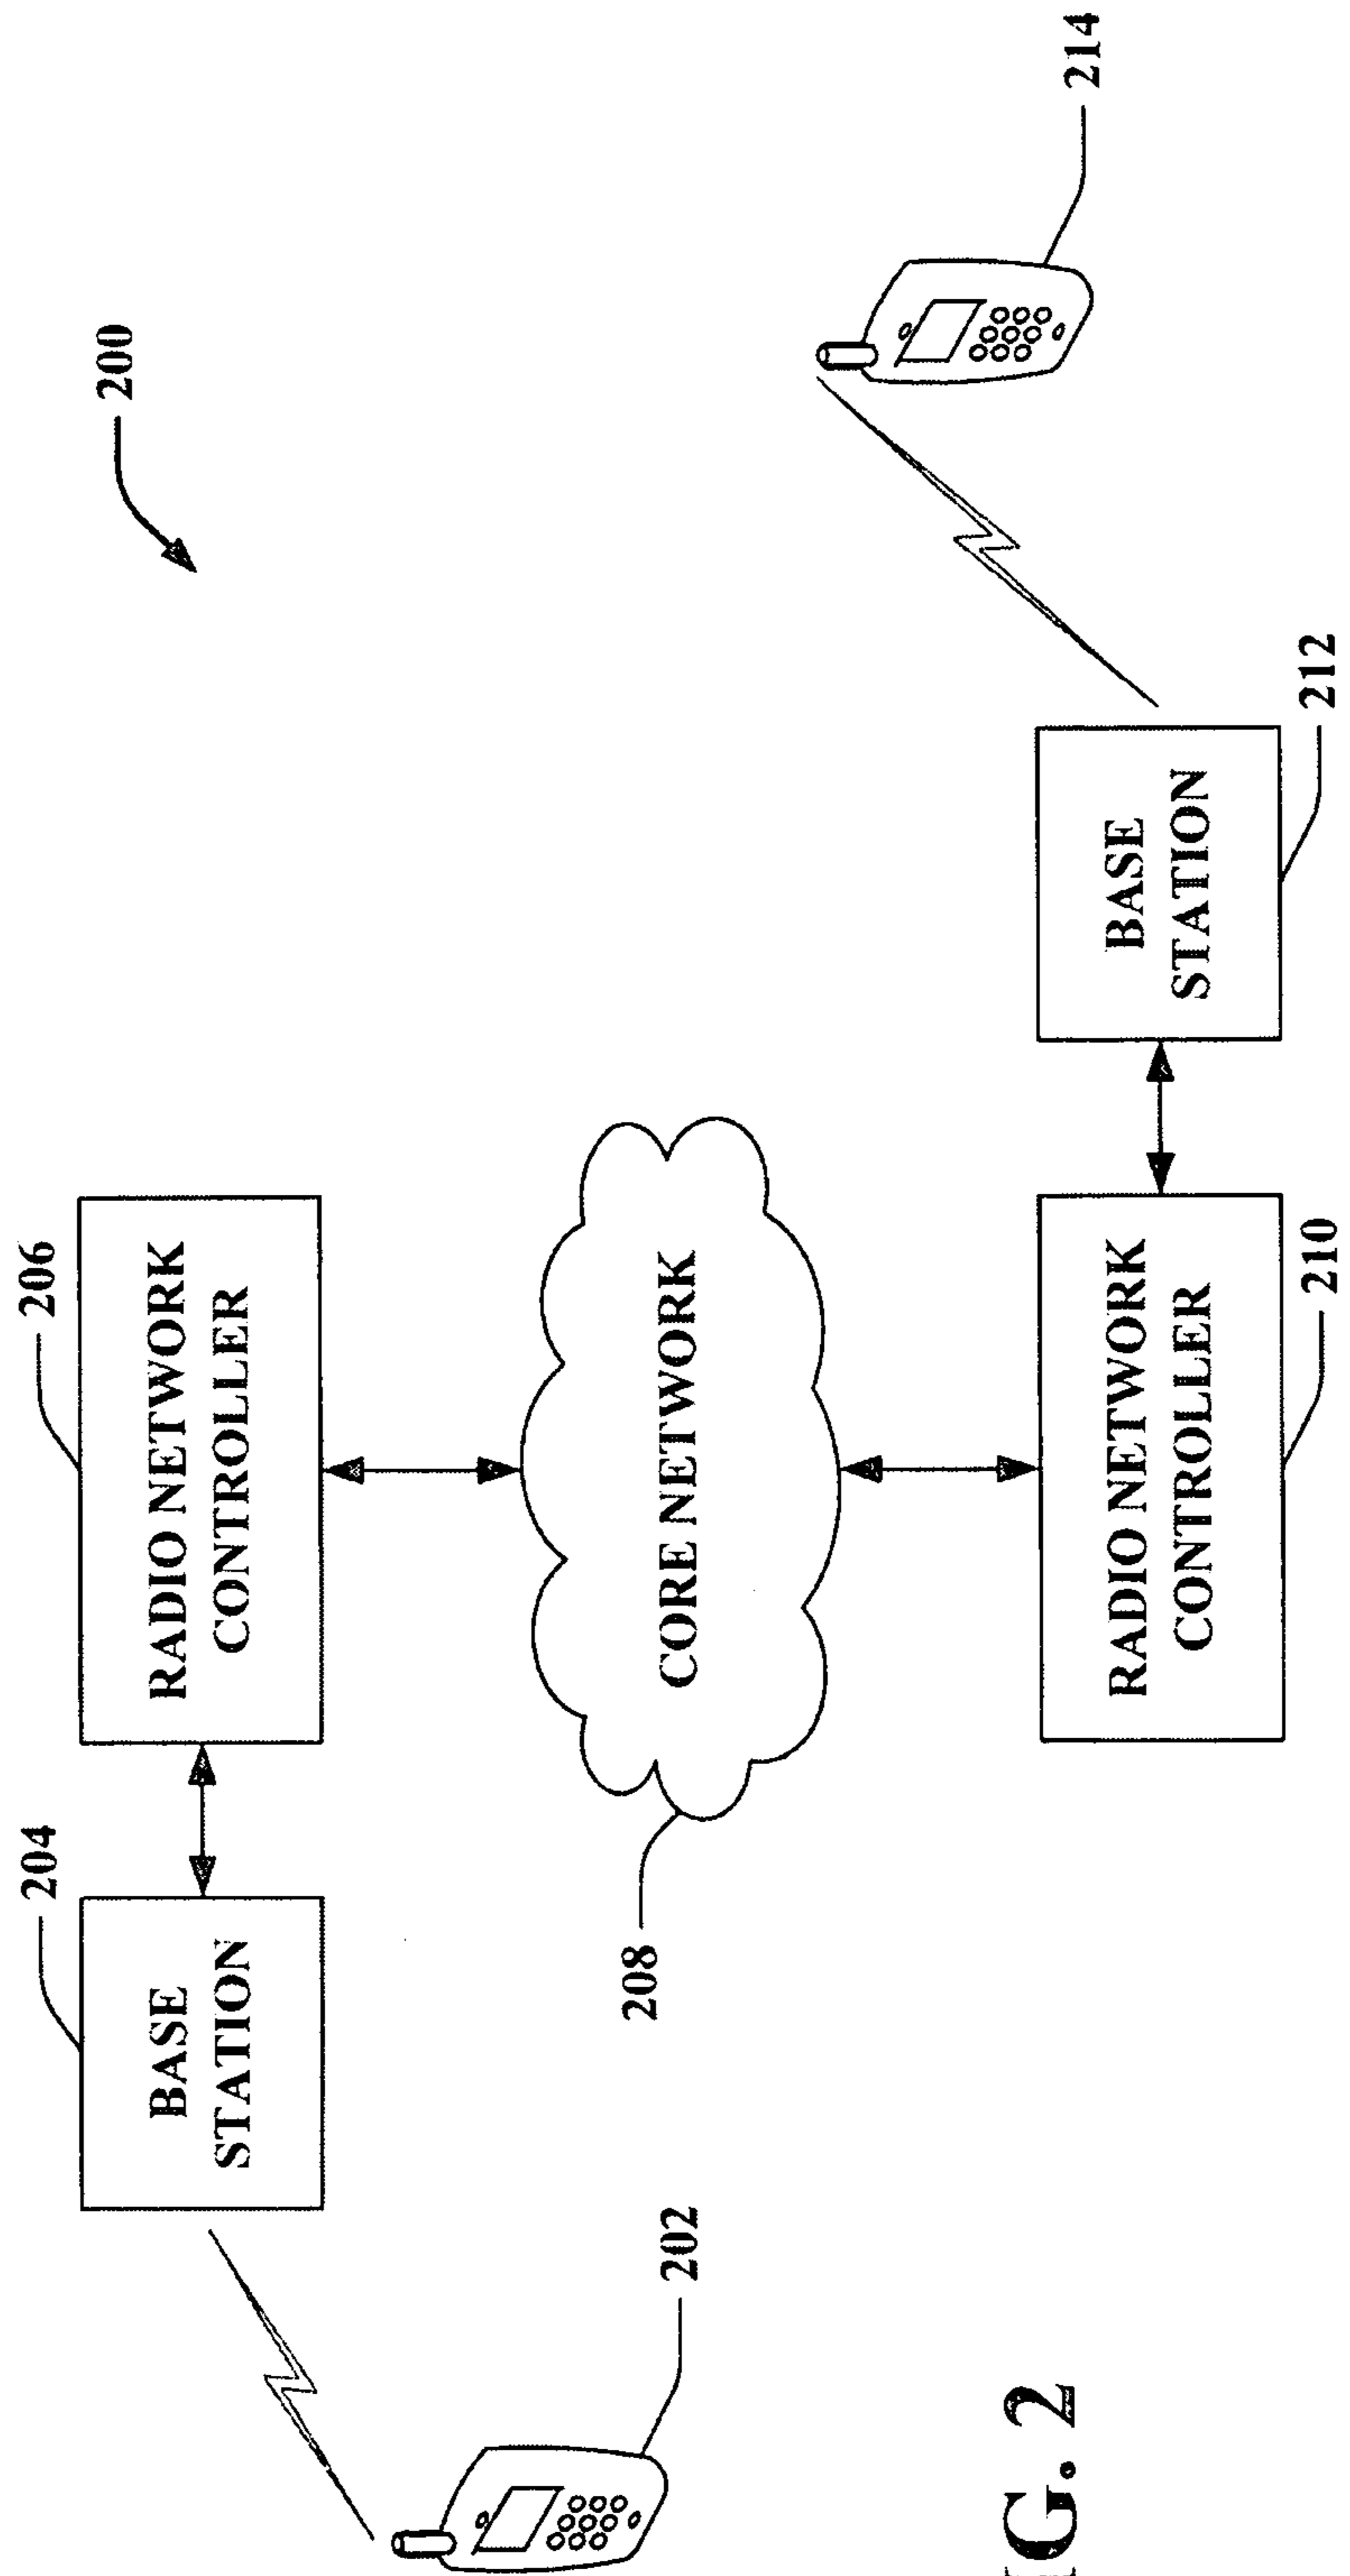 200
204
206
BASE
STATION
RADIO NETWORK
CONTROLLER
202
208
CORE NETWORK
214
RADIO NETWORK
CONTROLLER
BASE
STATION
210
212
G. 2